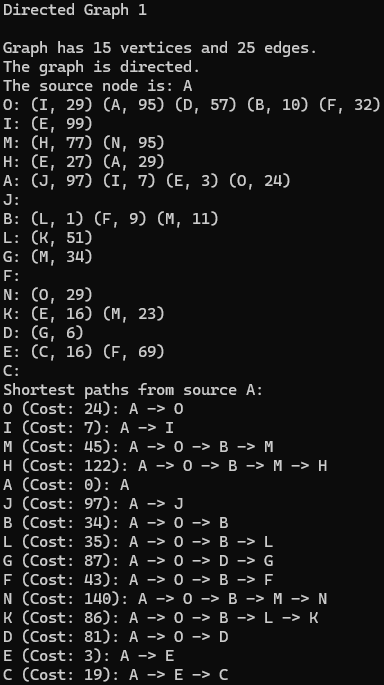 Directed Graph 1

Graph has 15 vertices and 25 edges.
The graph is directed.
The source node is: A
O: (I, 29) (A, 95) (D, 57) (B, 10) (F, 32)
I: (E, 99)
M: (H, 77) (N, 95)
H: (E, 27) (A, 29)
A: (J, 97) (I, 7) (E, 3) (O, 24)
J:
B: (L, 1) (F, 9) (M, 11)
L: (K, 51)
G: (M, 34)
F:
N: (O, 29)
K: (E, 16) (M, 23)
D: (G, 6)
E: (C, 16) (F, 69)
C:
Shortest paths from source A:
O (Cost: 24): A -> O
I (Cost: 7): A -> I
M (Cost: 45): A -> O -> B -> M
H (Cost: 122): A -> O -> B -> M -> H
A (Cost: 0): A
J (Cost: 97): A -> J
B (Cost: 34): A -> O -> B
L (Cost: 35): A -> O -> B -> L
G (Cost: 87): A -> O -> D -> G
F (Cost: 43): A -> O -> B -> F
N (Cost: 140): A -> O -> B -> M -> N
K (Cost: 86): A -> O -> B -> L -> K
D (Cost: 81): A -> O -> D
E (Cost: 3): A -> E
C (Cost: 19): A -> E -> C